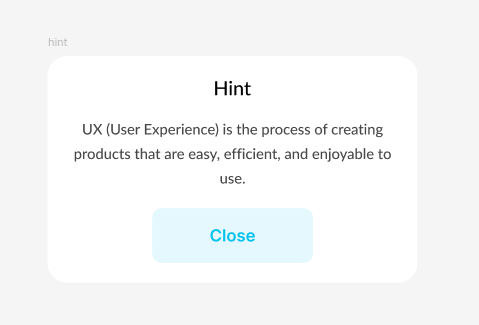 hint
Hint
UX (User Experience) is the process of creating
products that are easy, efficient, and enjoyable to
use.
Close